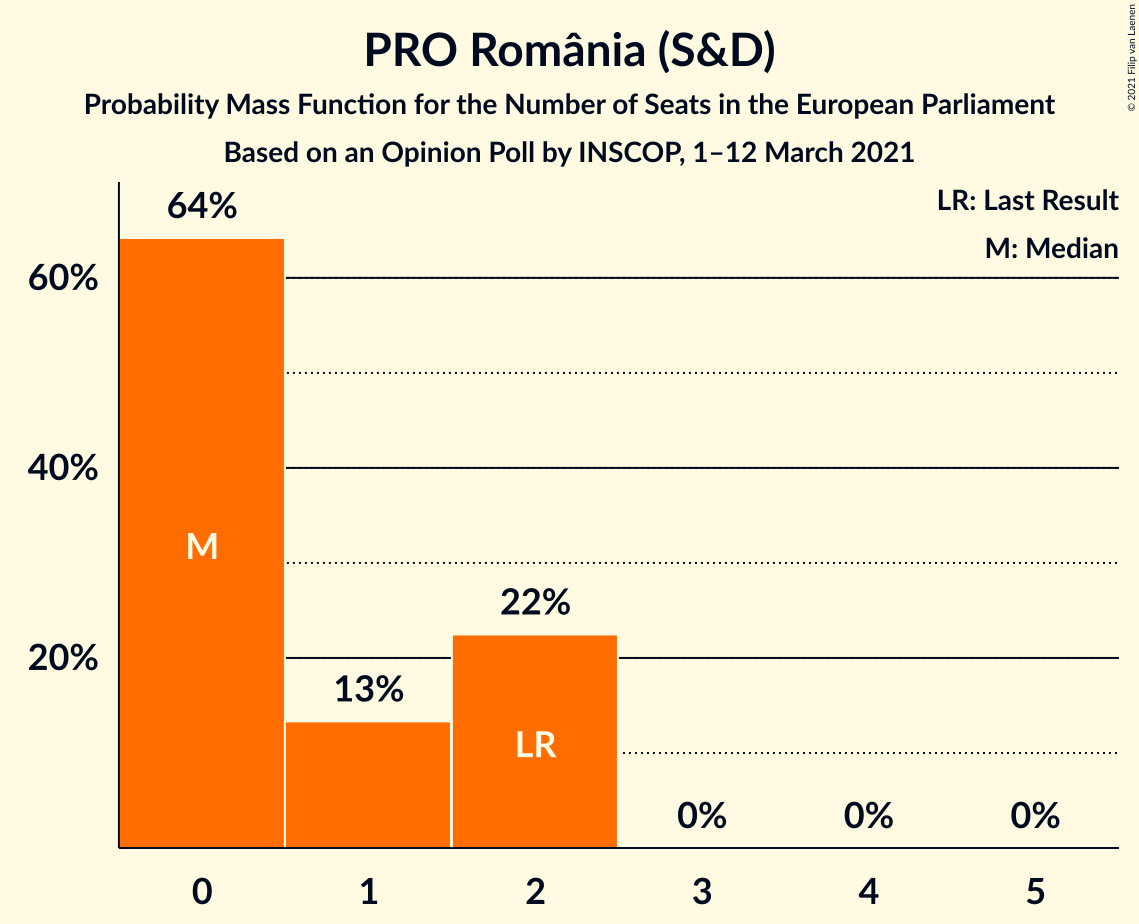 PRO România (S&D)
Probability Mass Function for the Number of Seats in the European Parliament
Based on an Opinion Poll by INSCOP, 1–12 March 2021
© 2021 Filip van Laenen
LR: Last Result
M: Median
64%
60%
40%
M
22%
20%
13%
LR
0% 0% 0%
0 1 2 3 4 5